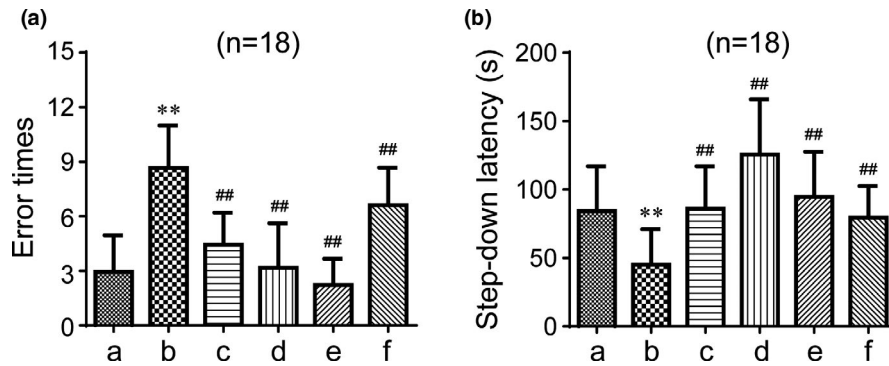 (a)
(n=18)
Error times
15
12
9
6
3
0
**
##
##
##
##
a b c d e f
(b)
(n=18)
Step-down latency (s)
200
150
100
50
0
**
##
##
##
##
a b c d e f